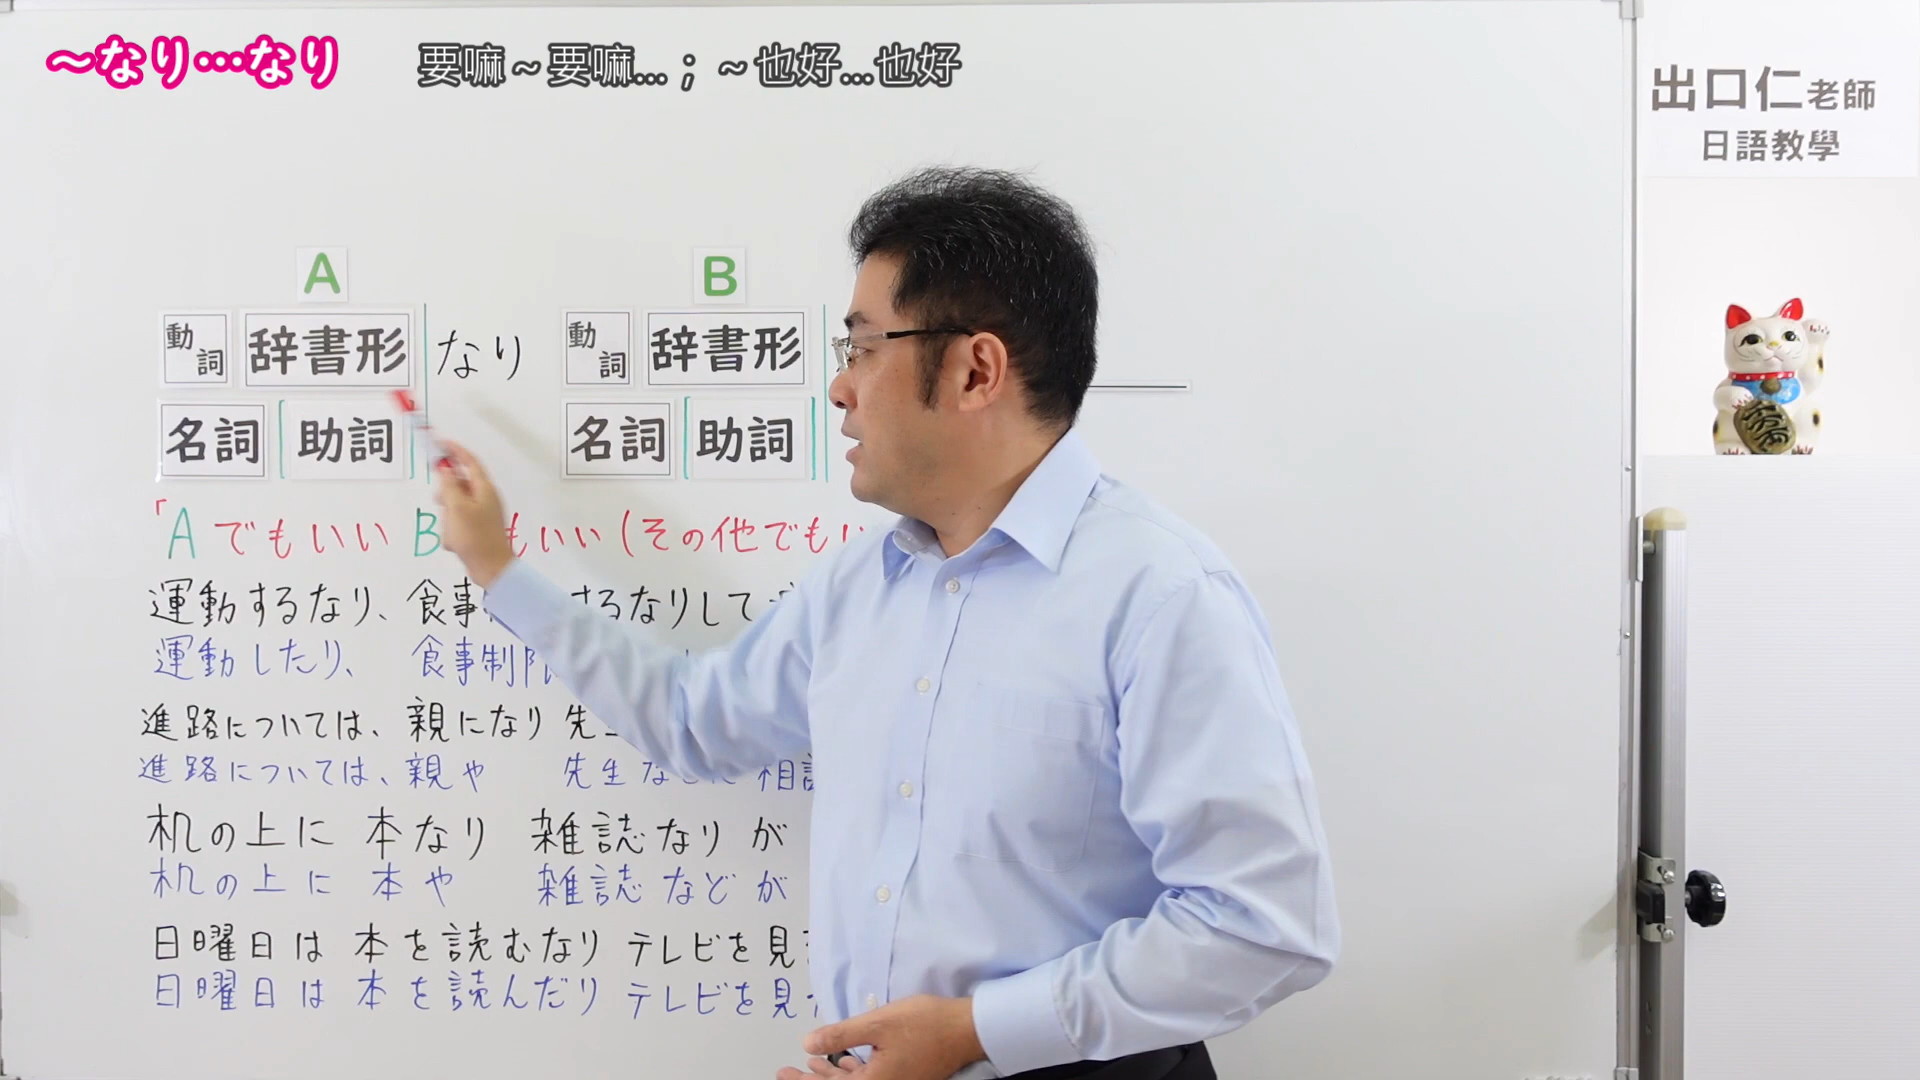 ～なり…なり
要嘛～要嘛…；～也好…也好
出口仁老師
日語教學
A B
動詞 辞書形 なり 動詞 辞書形
名詞 助詞 名詞 助詞
「Aでもいい B もいい(その他でもい
運動するなり、食事 するなりして
運動したり、 食事制限
進路については、親になり 先生
進路については、親や 先生などに 相談
机の上に 本なり 雑誌なり が
机の上に 本や 雑誌など が
日曜日は 本を読むなり テレビを見
日曜日は 本を読んだり テレビを見